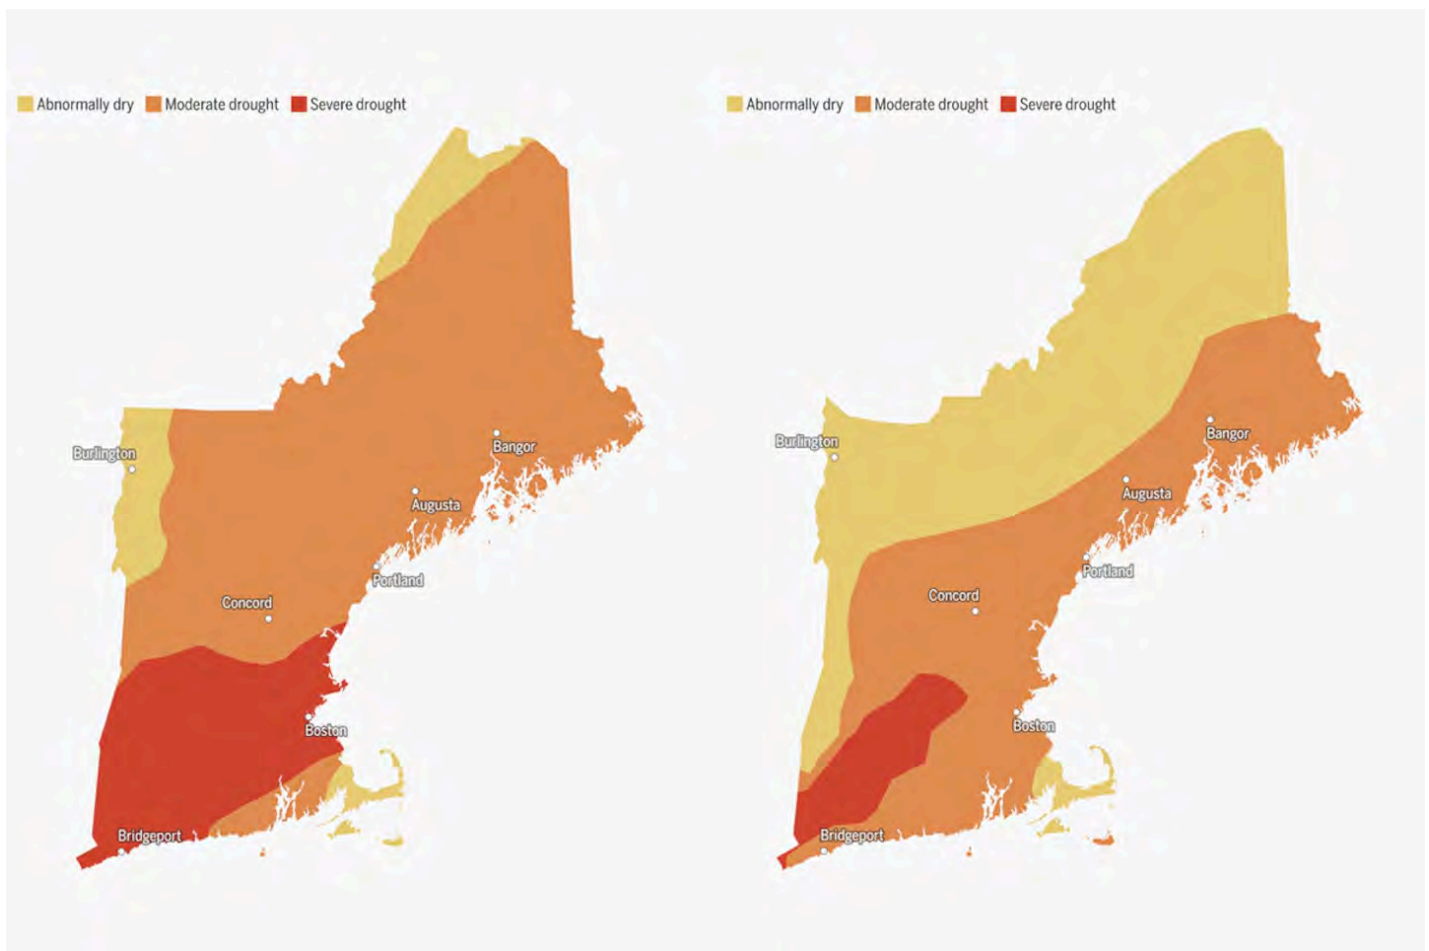 Abnormally dry Moderate drought Severe drought
Burlington
Bangor
Augusta
Portland
Concord
Boston
Bridgeport
Abnormally dry Moderate drought Severe drought
Burlington
Bangor
Augusta
Portland
Concord
Boston
Bridgeport